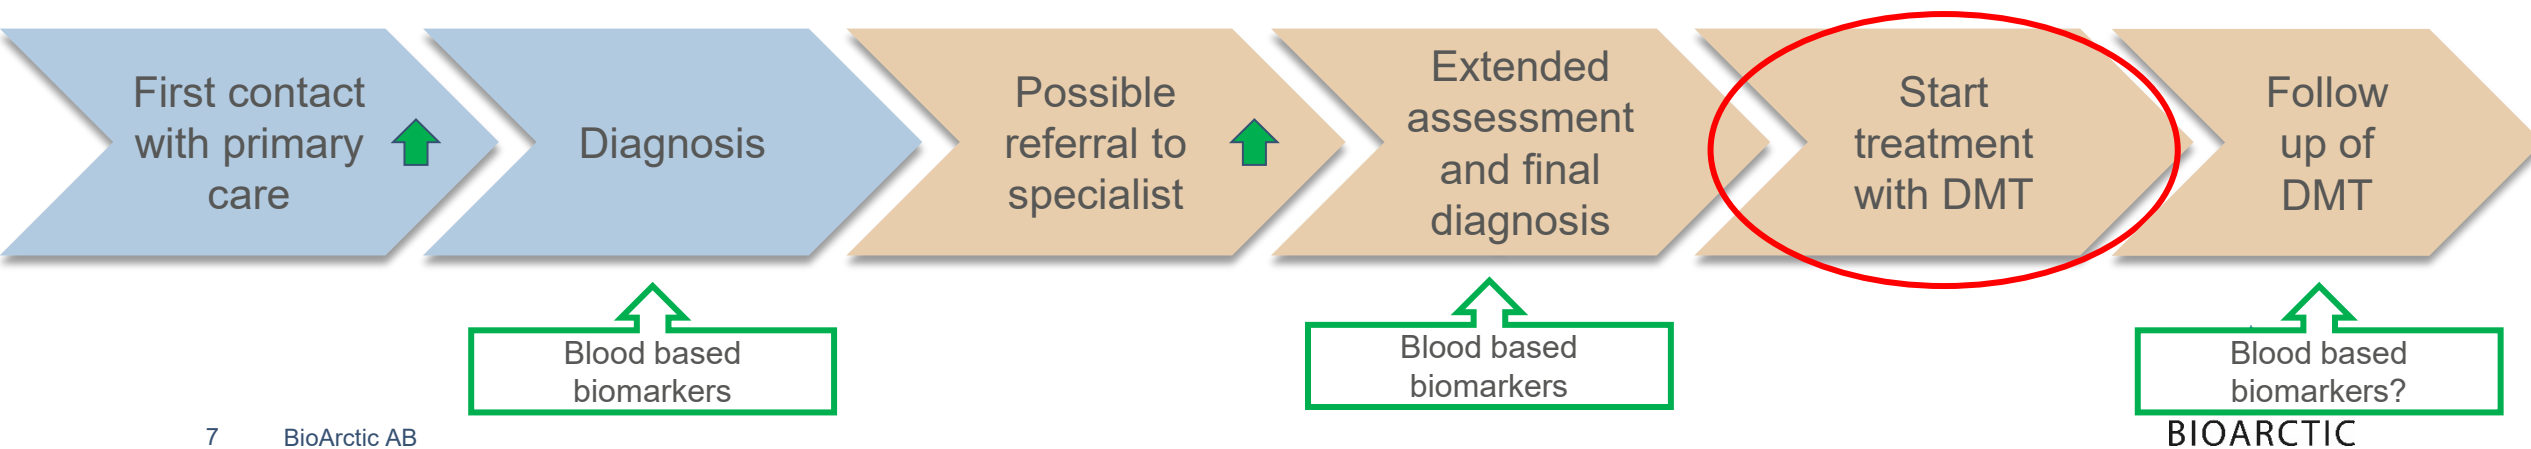 First contact
with primary
care
Diagnosis
Possible
referral to
specialist
Extended
assessment
and final
diagnosis
Start
treatment
with DMT
Follow
up of
DMT
Blood based
biomarkers
Blood based
biomarkers
Blood based
biomarkers?
7 BioArctic AB
BIOARCTIC